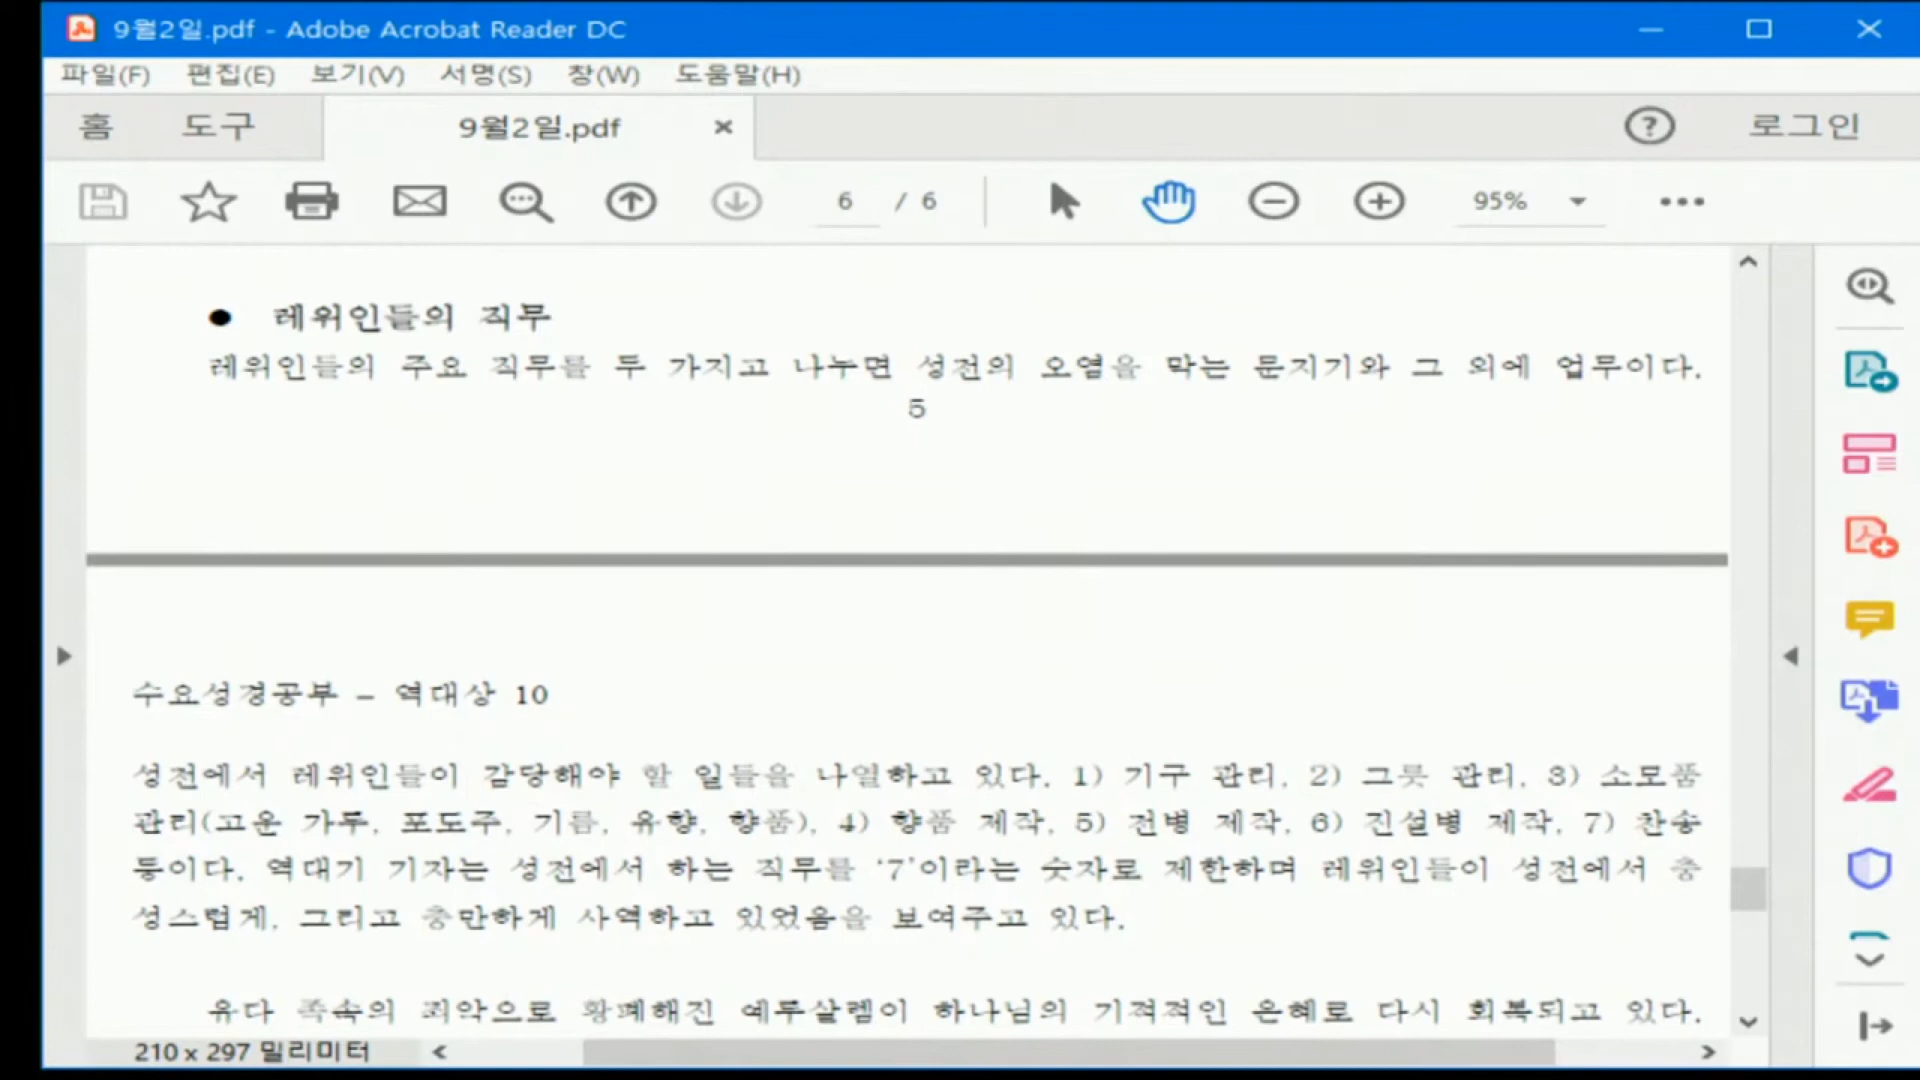 9월2일.pdf - Adobe Acrobat Reader DC
파일(F) 편집(E) 보기(V) 서명(S) 창(W) 도움말(H)
홈 도구 9월2일.pdf × ? 로그인
6 / 6 95%
● 레위인들의 직무
레위인들의 주요 직무를 두 가지고 나누면 성전의 오염을 막는 문지기와 그 외에 업무이다.
5
수요성경공부 – 역대상 10
성전에서 레위인들이 감당해야 할 일들을 나열하고 있다. 1) 기구 관리, 2) 그릇 관리, 3) 소모품
관리(고운 가루, 포도주, 기름, 유향, 향품), 4) 향품 제작, 5) 전병 제작, 6) 진설병 제작, 7) 찬송
등이다. 역대기 기자는 성전에서 하는 직무를 '7'이라는 숫자로 제한하며 레위인들이 성전에서 충
성스럽게, 그리고 충만하게 사역하고 있었음을 보여주고 있다.
유다 족속의 죄악으로 황폐해진 예루살렘이 하나님의 기적적인 은혜로 다시 회복되고 있다.
210 x 297 밀리미터